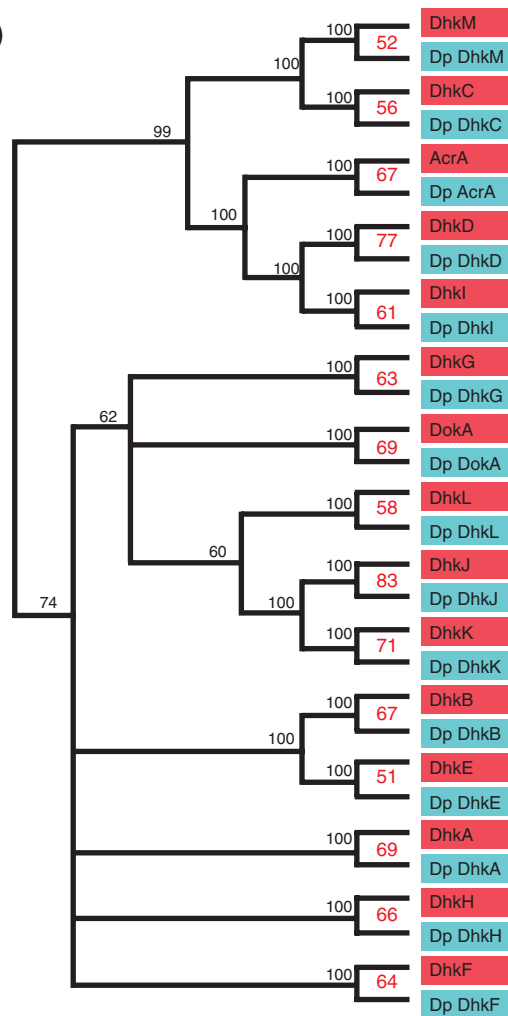 )
DhkM
100
52
Dp DhkM
100
DhkC
100
56
Dp DhkC
99
AcrA
100
67
Dp AcrA
100
DhkD
100
77
Dp DhkD
100
DhkI
100
61
Dp DhkI
DhkG
100
63
Dp DhkG
62
DokA
100
69
Dp DokA
DhkL
100
58
Dp DhkL
60
DhkJ
100
83
Dp DhkJ
74
100
DhkK
100
71
Dp DhkK
DhkB
100
67
Dp DhkB
100
DhkE
100
51
Dp DhkE
DhkA
100
69
Dp DhkA
DhkH
100
66
Dp DhkH
DhkF
100
64
Dp DhkF